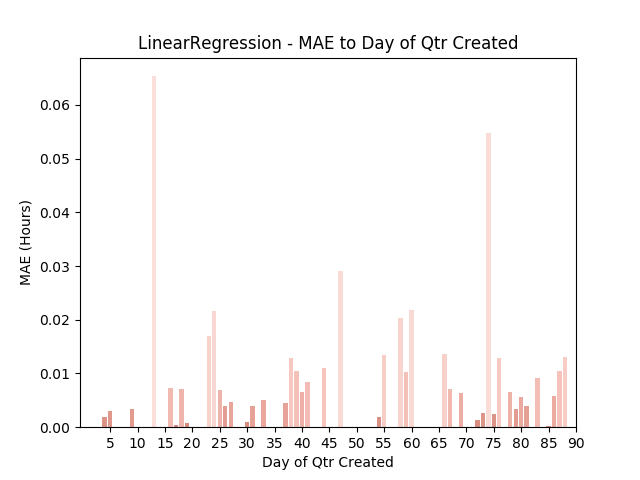 LinearRegression - MAE to Day of Qtr Created
MAE (Hours)
0.06
0.05
0.04
0.03
0.02
0.01
0.00
5 10 15 20 25 30 35 40 45 50 55 60 65 70 75 80 85 90
Day of Qtr Created